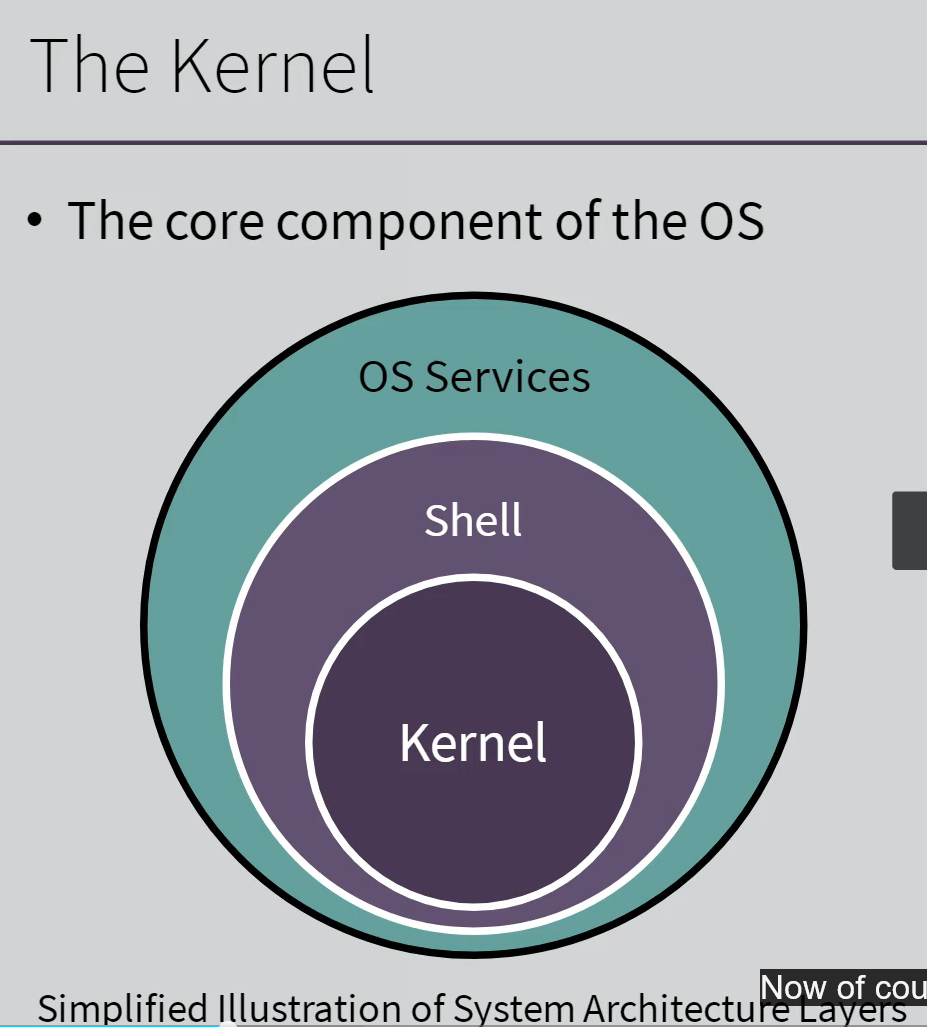 The Kernel
• The core component of the OS
OS Services
Shell
Kernel
Now of cou
Simplified Illustration of System Architecture Layers